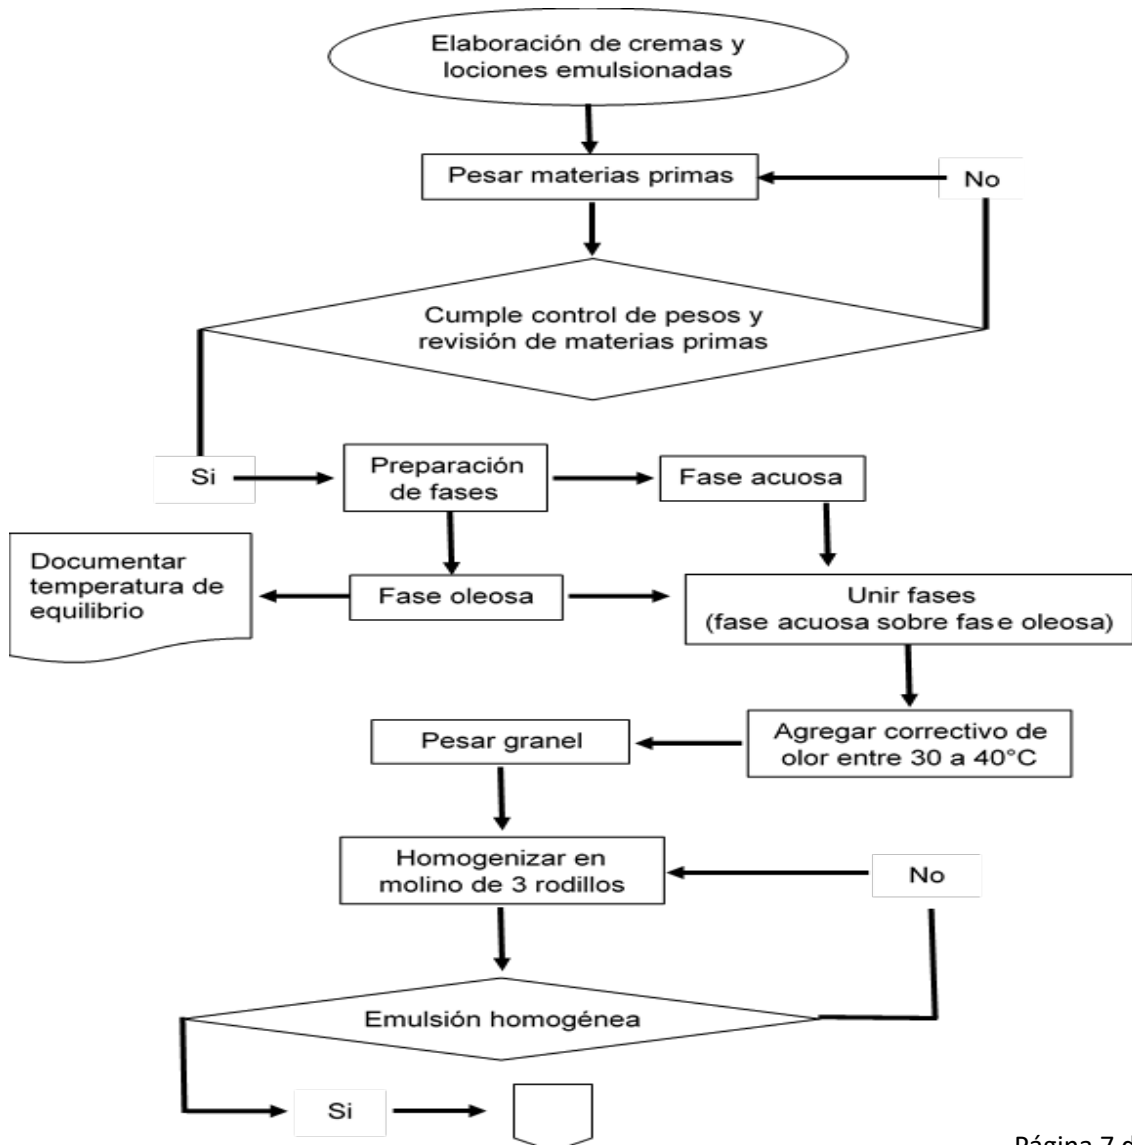 Elaboración de cremas y
lociones emulsionadas
Pesar materias primas
No
Cumple control de pesos y
revisión de materias primas
Si
Preparación
de fases
Fase acuosa
Documentar
temperatura de
equilibrio
Fase oleosa
Unir fases
(fase acuosa sobre fase oleosa)
Agregar correctivo de
olor entre 30 a 40°C
Pesar granel
Homogenizar en
molino de 3 rodillos
No
Emulsión homogénea
Si
Página 7 d